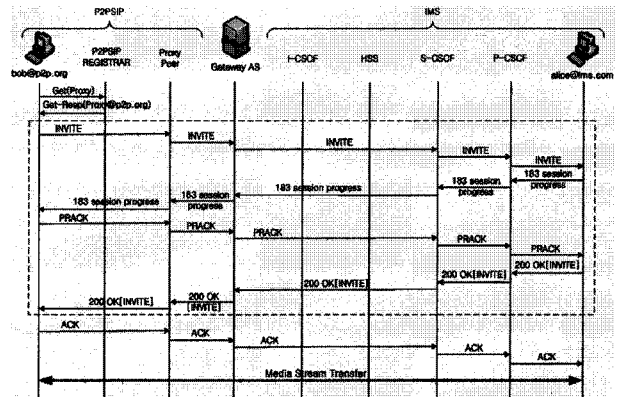 P2PSIP
IMS
bob@p2p.org
P2PSIP
REGISTRAR
Proxy
Peer
Gateway AS
I-CSCF
HSS
S-CSCF
P-CSCF
alice@ims.com
Get(Proxy)
Get-Resp(Proxy@p2p.org)
INVITE
INVITE
INVITE
INVITE
INVITE
183 session
progress
183 session
progress
183 session progress
183 session
progress
183 session progress
PRACK
PRACK
PRACK
PRACK
PRACK
200 OK[INVITE]
200 OK[INVITE]
200 OK[INVITE]
200 OK
[INVITE]
200 OK[INVITE]
ACK
ACK
ACK
ACK
ACK
Media Stream Transfer